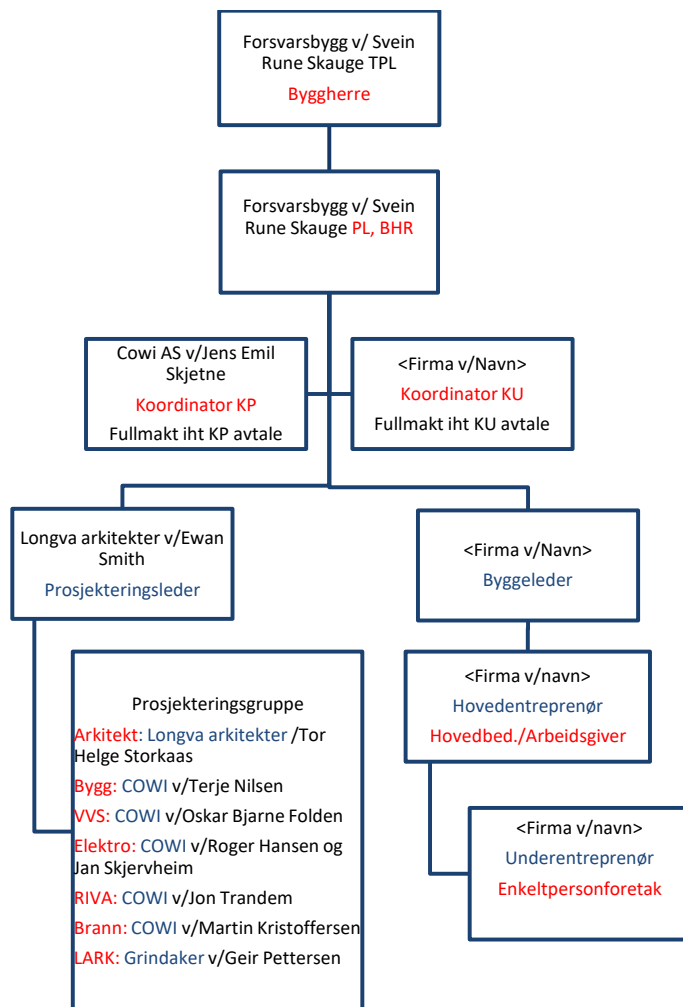 Forsvarsbygg v/ Svein
Rune Skauge TPL
Byggherre
Forsvarsbygg v/ Svein
Rune Skauge PL, BHR
Cowi AS v/Jens Emil
Skjetne
Koordinator KP
Fullmakt iht KP avtale
<Firma v/Navn>
Koordinator KU
Fullmakt iht KU avtale
Longva arkitekter v/Ewan
Smith
Prosjekteringsleder
<Firma v/Navn>
Byggeleder
Prosjekteringsgruppe
Arkitekt: Longva arkitekter /Tor
Helge Storkaas
Bygg: COWI v/Terje Nilsen
VVS: COWI v/Oskar Bjarne Folden
Elektro: COWI v/Roger Hansen og
Jan Skjervheim
RIVA: COWI v/Jon Trandem
Brann: COWI v/Martin Kristoffersen
LARK: Grindaker v/Geir Pettersen
<Firma v/navn>
Hovedentreprenør
Hovedbed./Arbeidsgiver
<Firma v/navn>
Underentreprenør
Enkeltpersonforetak